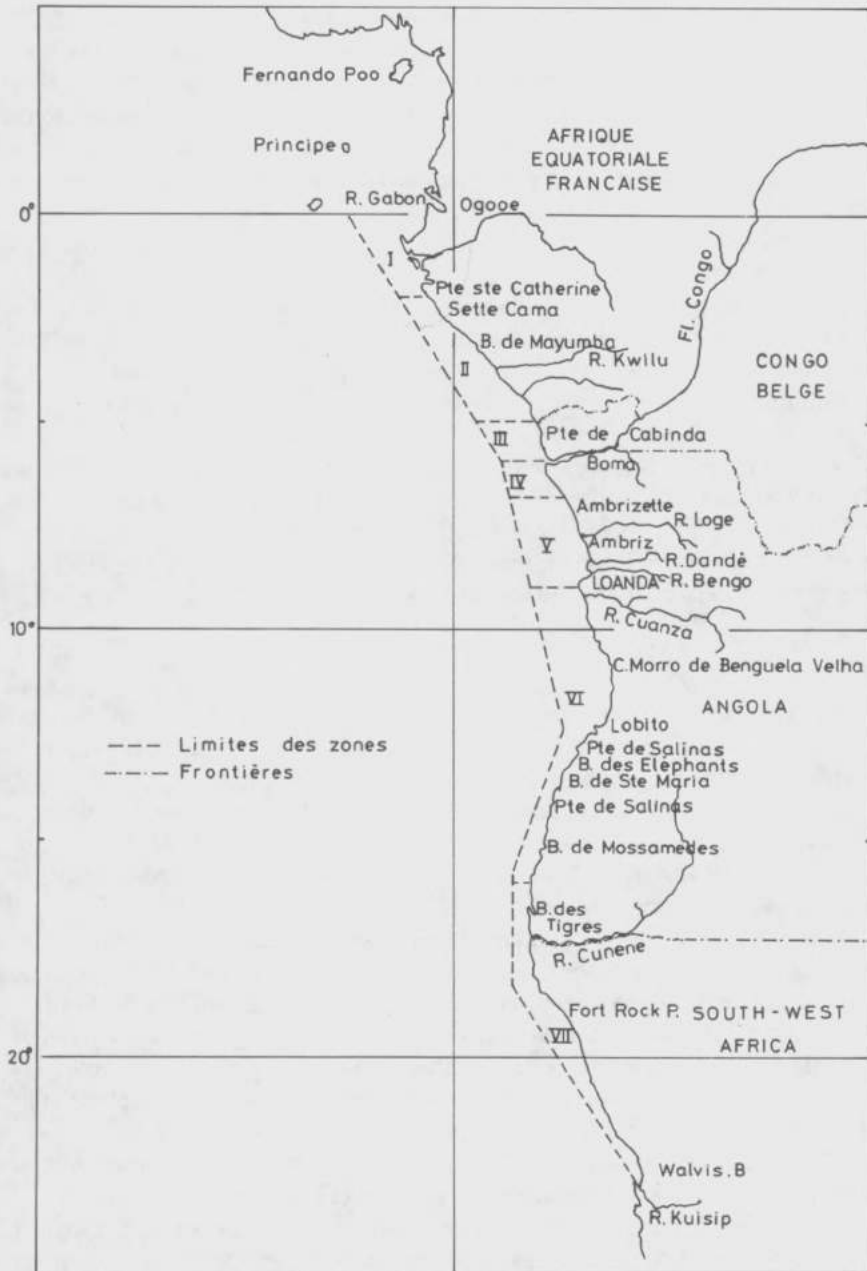 Fernando Poo
Principe
AFRIQUE
EQUATORIALE
FRANCAISE
R. Gabon
Ogooe
0°
I
Pte ste Catherine
Sette Cama
Fl. Congo
B. de Mayumba
R. Kwilu
II
CONGO
BELGE
III
Pte de Cabinda
Boma
IV
Ambrizette
R. Loge
V
Ambriz
R. Dandé
LOANDA
R. Bengo
10°
R. Cuanza
C. Morro de Benguela Velha
VI
ANGOLA
Lobito
Limites des zones
Pte de Salinas
B. des Eléphants
Frontières
B. de Ste Maria
Pte de Salinas
B. de Mossamedes
B. des
Tigres
R. Cunene
Fort Rock P.
SOUTH-WEST
AFRICA
VII
20°
Walvis. B
R. Kuisip